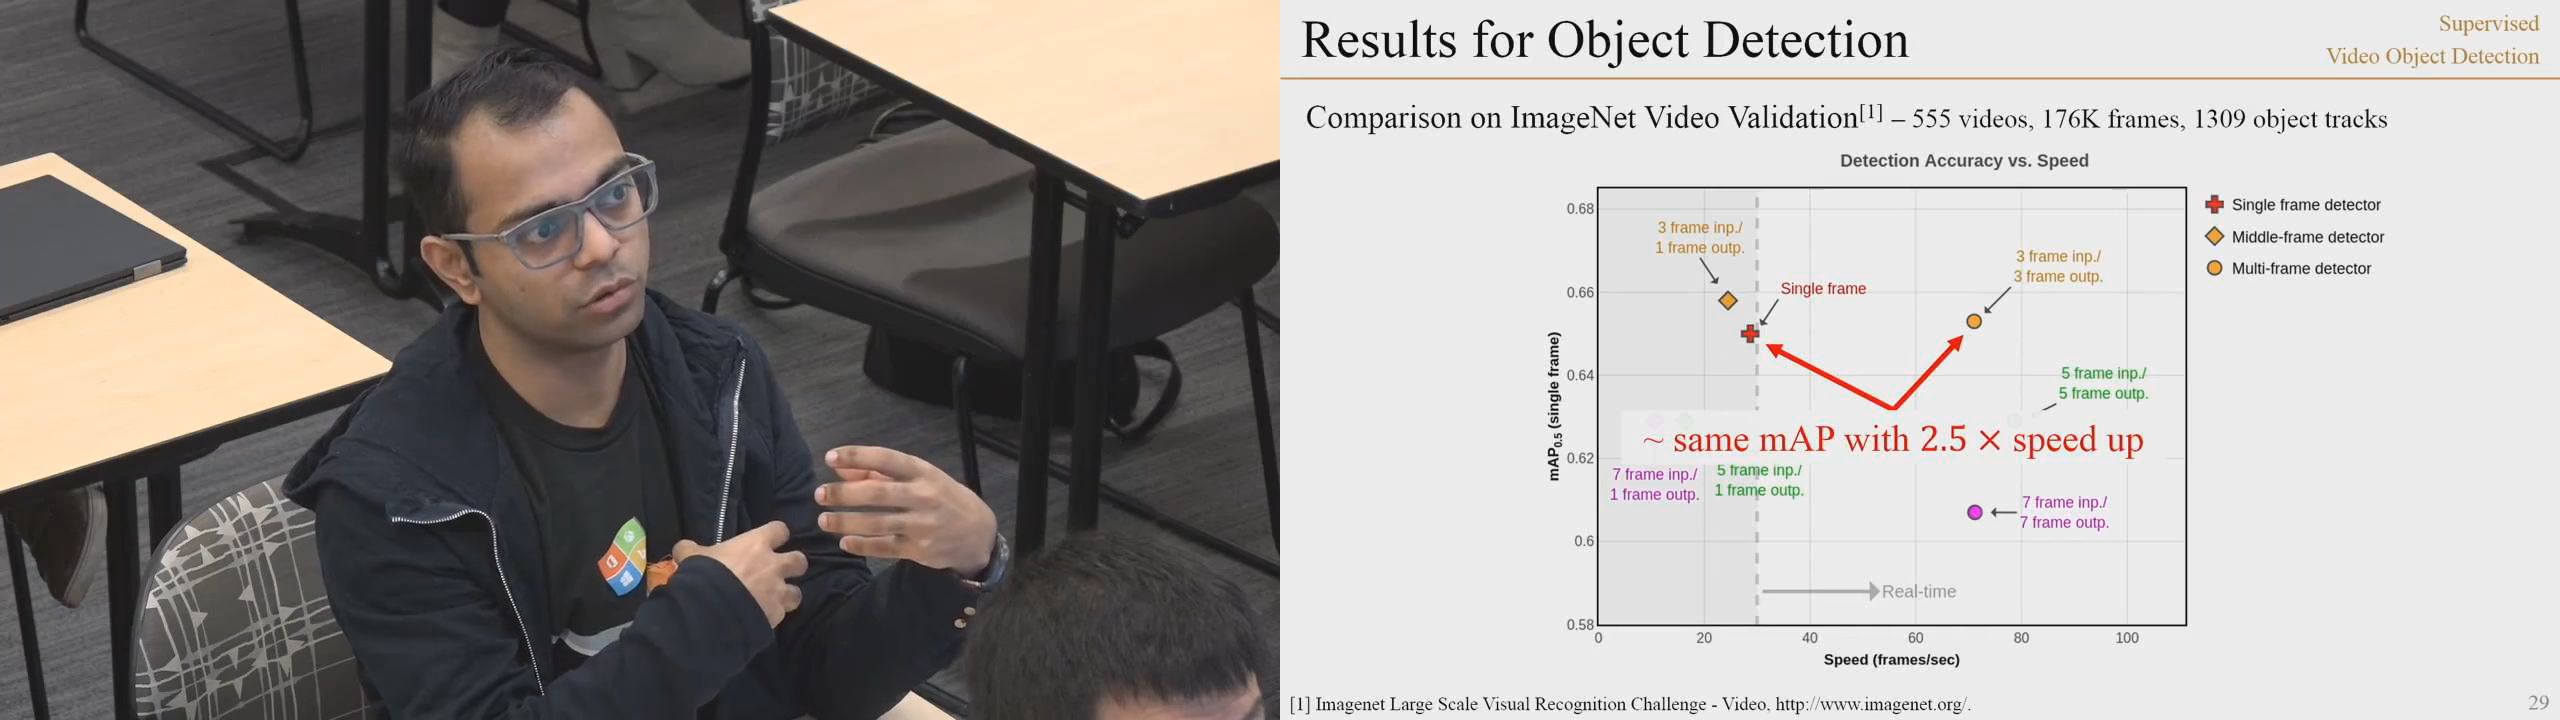 Results for Object Detection
Supervised
Video Object Detection
Comparison on ImageNet Video Validation[1] – 555 videos, 176K frames, 1309 object tracks
Detection Accuracy vs. Speed
Single frame detector
Middle-frame detector
Multi-frame detector
3 frame inp./
1 frame outp.
Single frame
3 frame inp./
3 frame outp.
5 frame inp./
5 frame outp.
~ same mAP with 2.5 × speed up
7 frame inp./
1 frame outp.
5 frame inp./
1 frame outp.
7 frame inp./
7 frame outp.
Real-time
0.68
0.66
0.64
0.62
0.6
0.58
mAP0.5 (single frame)
0 20 40 60 80 100
Speed (frames/sec)
[1] Imagenet Large Scale Visual Recognition Challenge - Video, http://www.imagenet.org/.
29